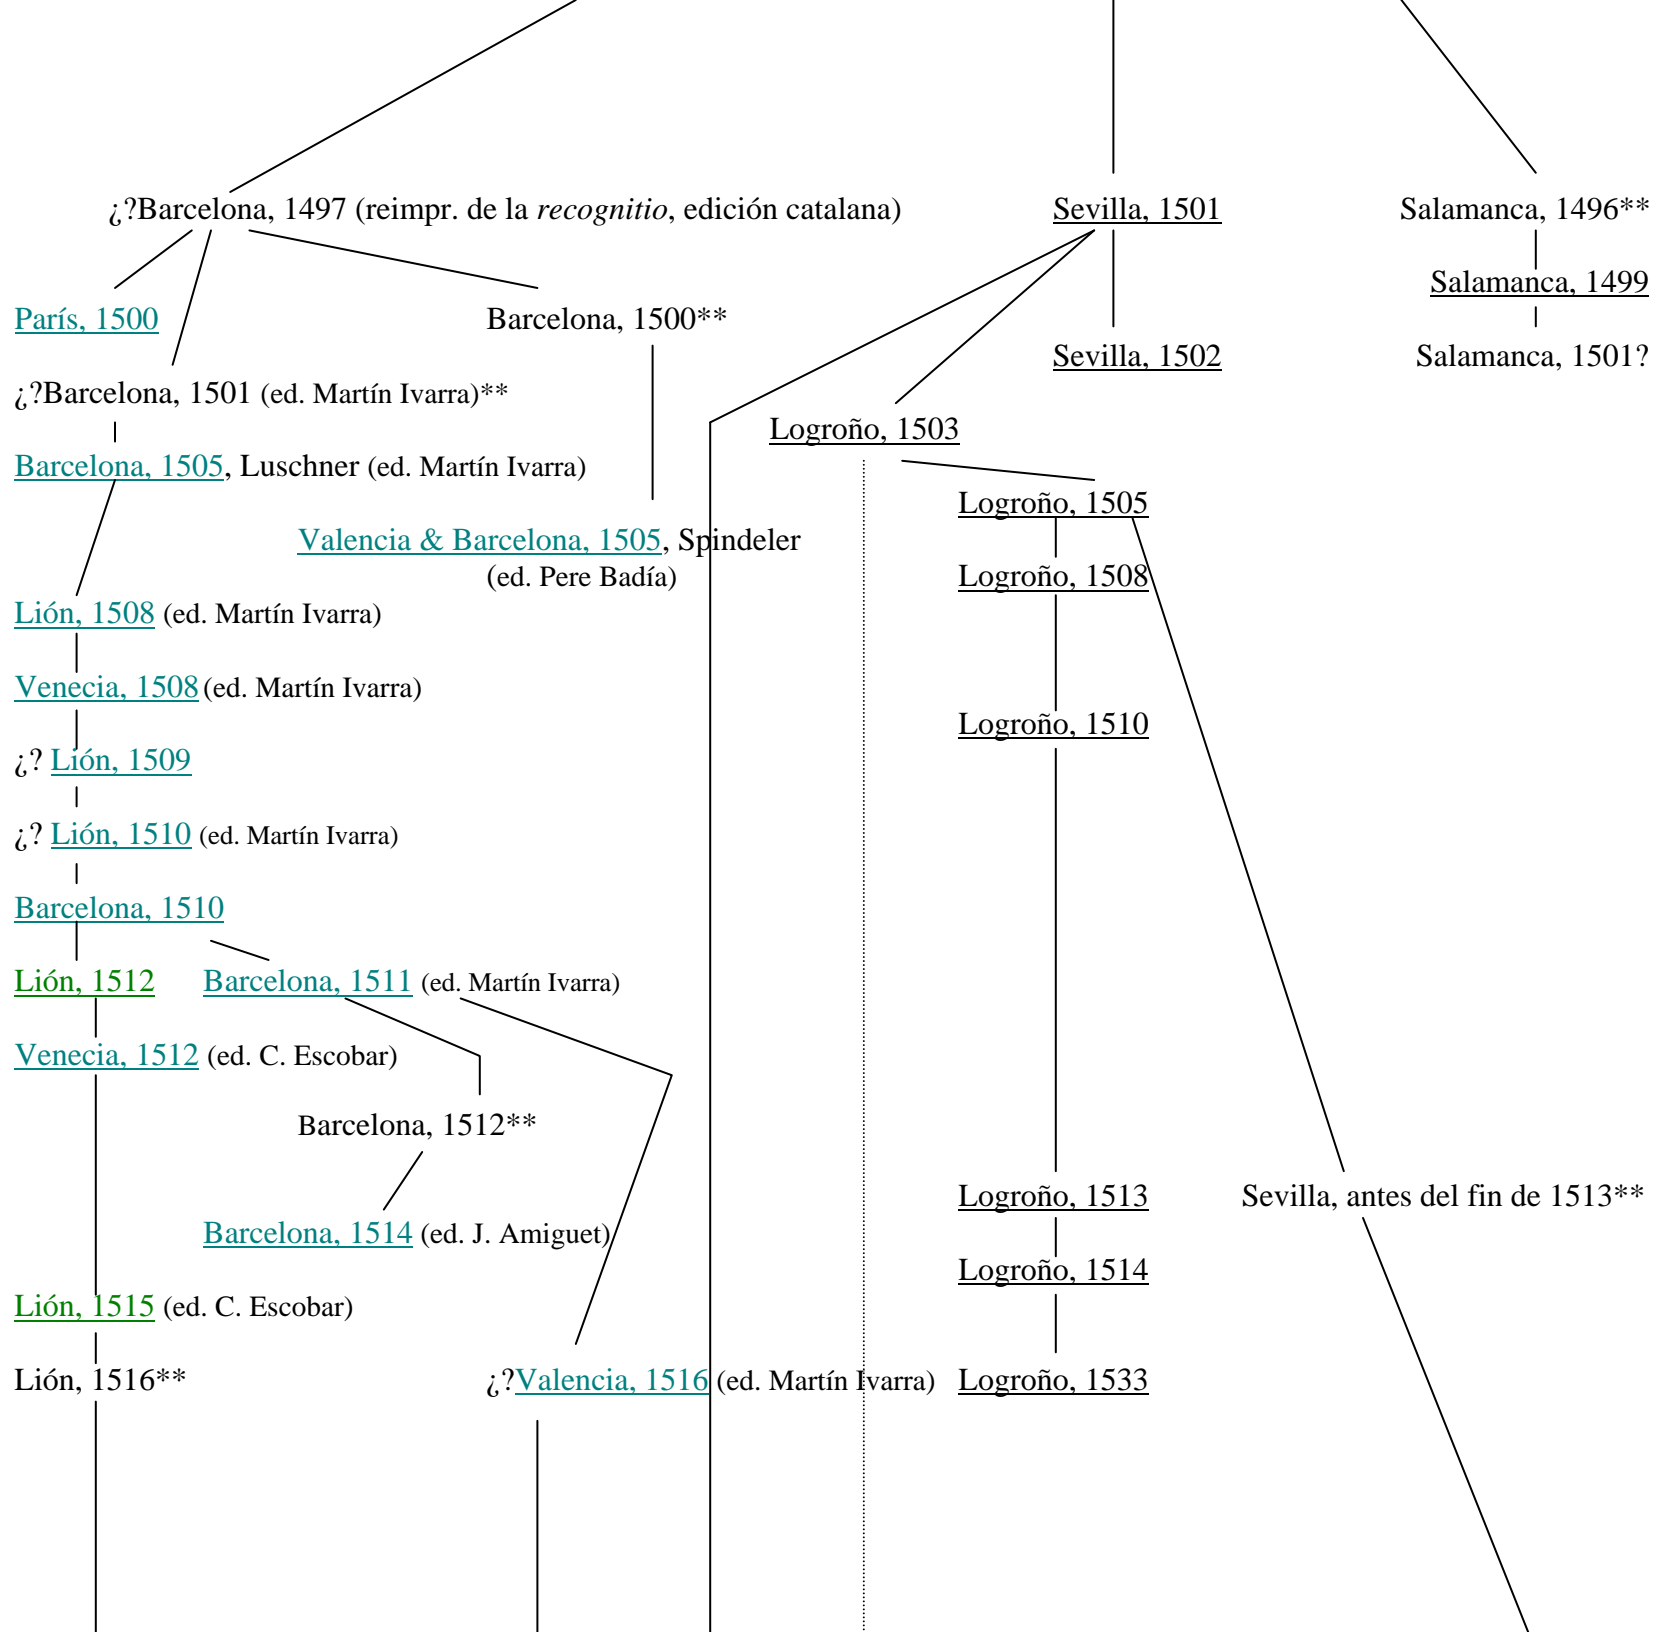 ¿?Barcelona, 1497 (reimpr. de la recognitio, edición catalana)
Sevilla, 1501
Salamanca, 1496**
Salamanca, 1499
París, 1500
Barcelona, 1500**
Sevilla, 1502
Salamanca, 1501?
¿?Barcelona, 1501 (ed. Martín Ivarra)**
Logroño, 1503
Barcelona, 1505, Luschner (ed. Martín Ivarra)
Logroño, 1505
Valencia & Barcelona, 1505, Spindeler
(ed. Pere Badía)
Logroño, 1508
Lión, 1508 (ed. Martín Ivarra)
Venecia, 1508 (ed. Martín Ivarra)
Logroño, 1510
¿? Lión, 1509
¿? Lión, 1510 (ed. Martín Ivarra)
Barcelona, 1510
Lión, 1512
Barcelona, 1511 (ed. Martín Ivarra)
Venecia, 1512 (ed. C. Escobar)
Barcelona, 1512**
Logroño, 1513
Sevilla, antes del fin de 1513**
Barcelona, 1514 (ed. J. Amiguet)
Logroño, 1514
Lión, 1515 (ed. C. Escobar)
Lión, 1516**
¿?Valencia, 1516 (ed. Martín Ivarra)
Logroño, 1533